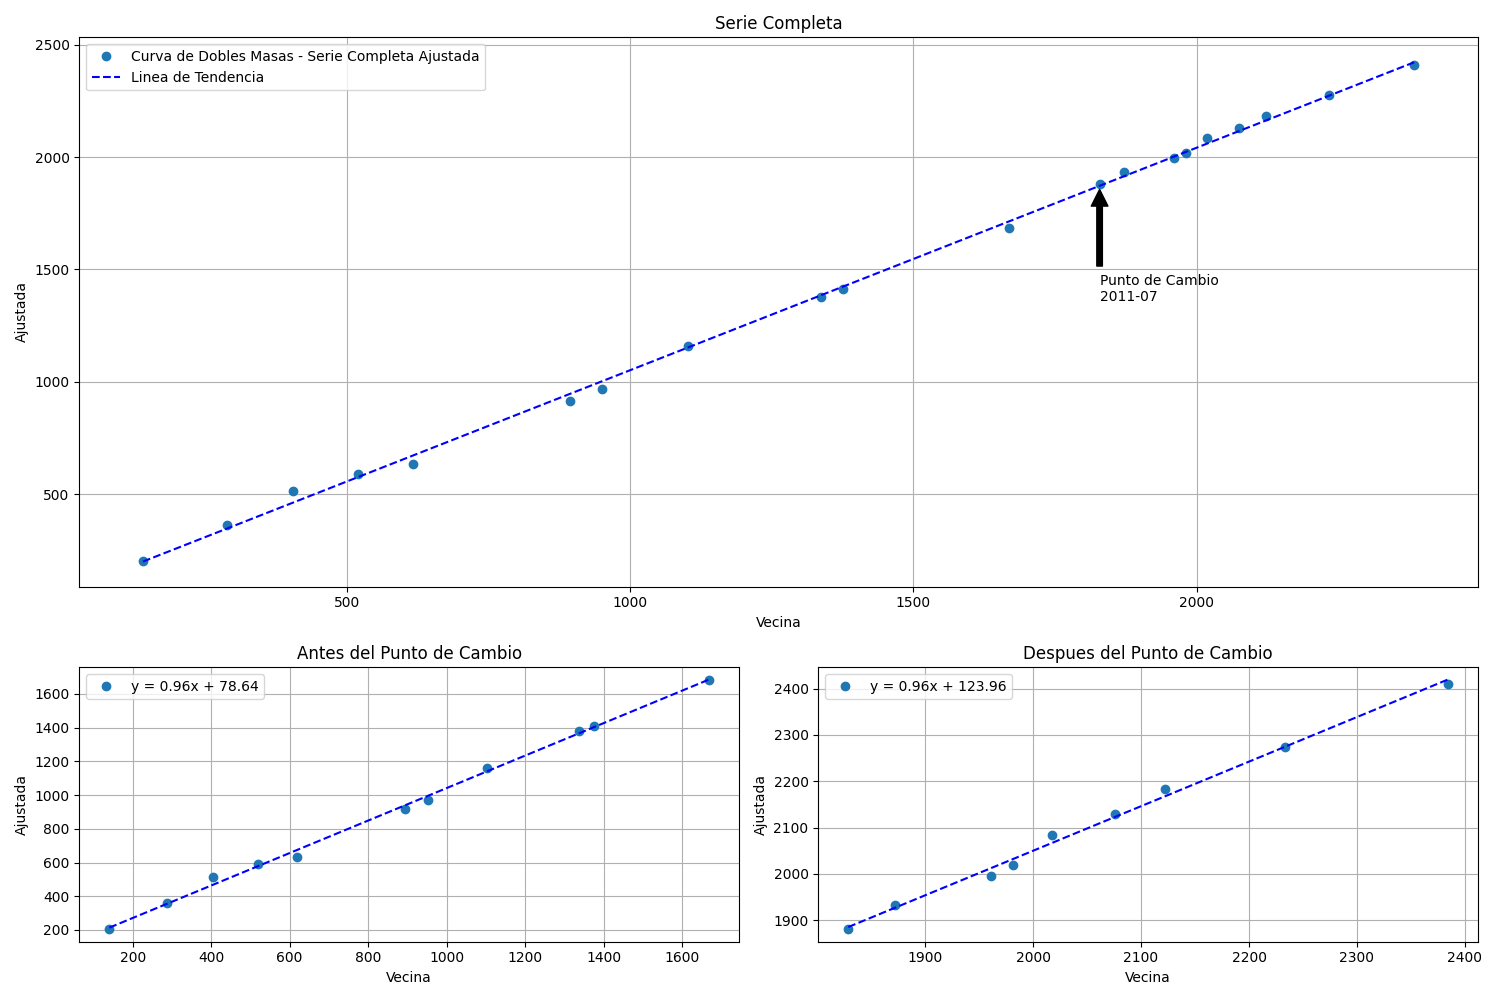 Serie Completa
Curva de Dobles Masas - Serie Completa Ajustada
Linea de Tendencia
2500
2000
1500
1000
500
Ajustada
Punto de Cambio
2011-07
500 1000 1500 2000
Vecina
Antes del Punto de Cambio
y = 0.96x + 78.64
1600
1400
1200
1000
800
600
400
200
Ajustada
200 400 600 800 1000 1200 1400 1600
Vecina
Despues del Punto de Cambio
y = 0.96x + 123.96
2400
2300
2200
2100
2000
1900
Ajustada
1900 2000 2100 2200 2300 2400
Vecina